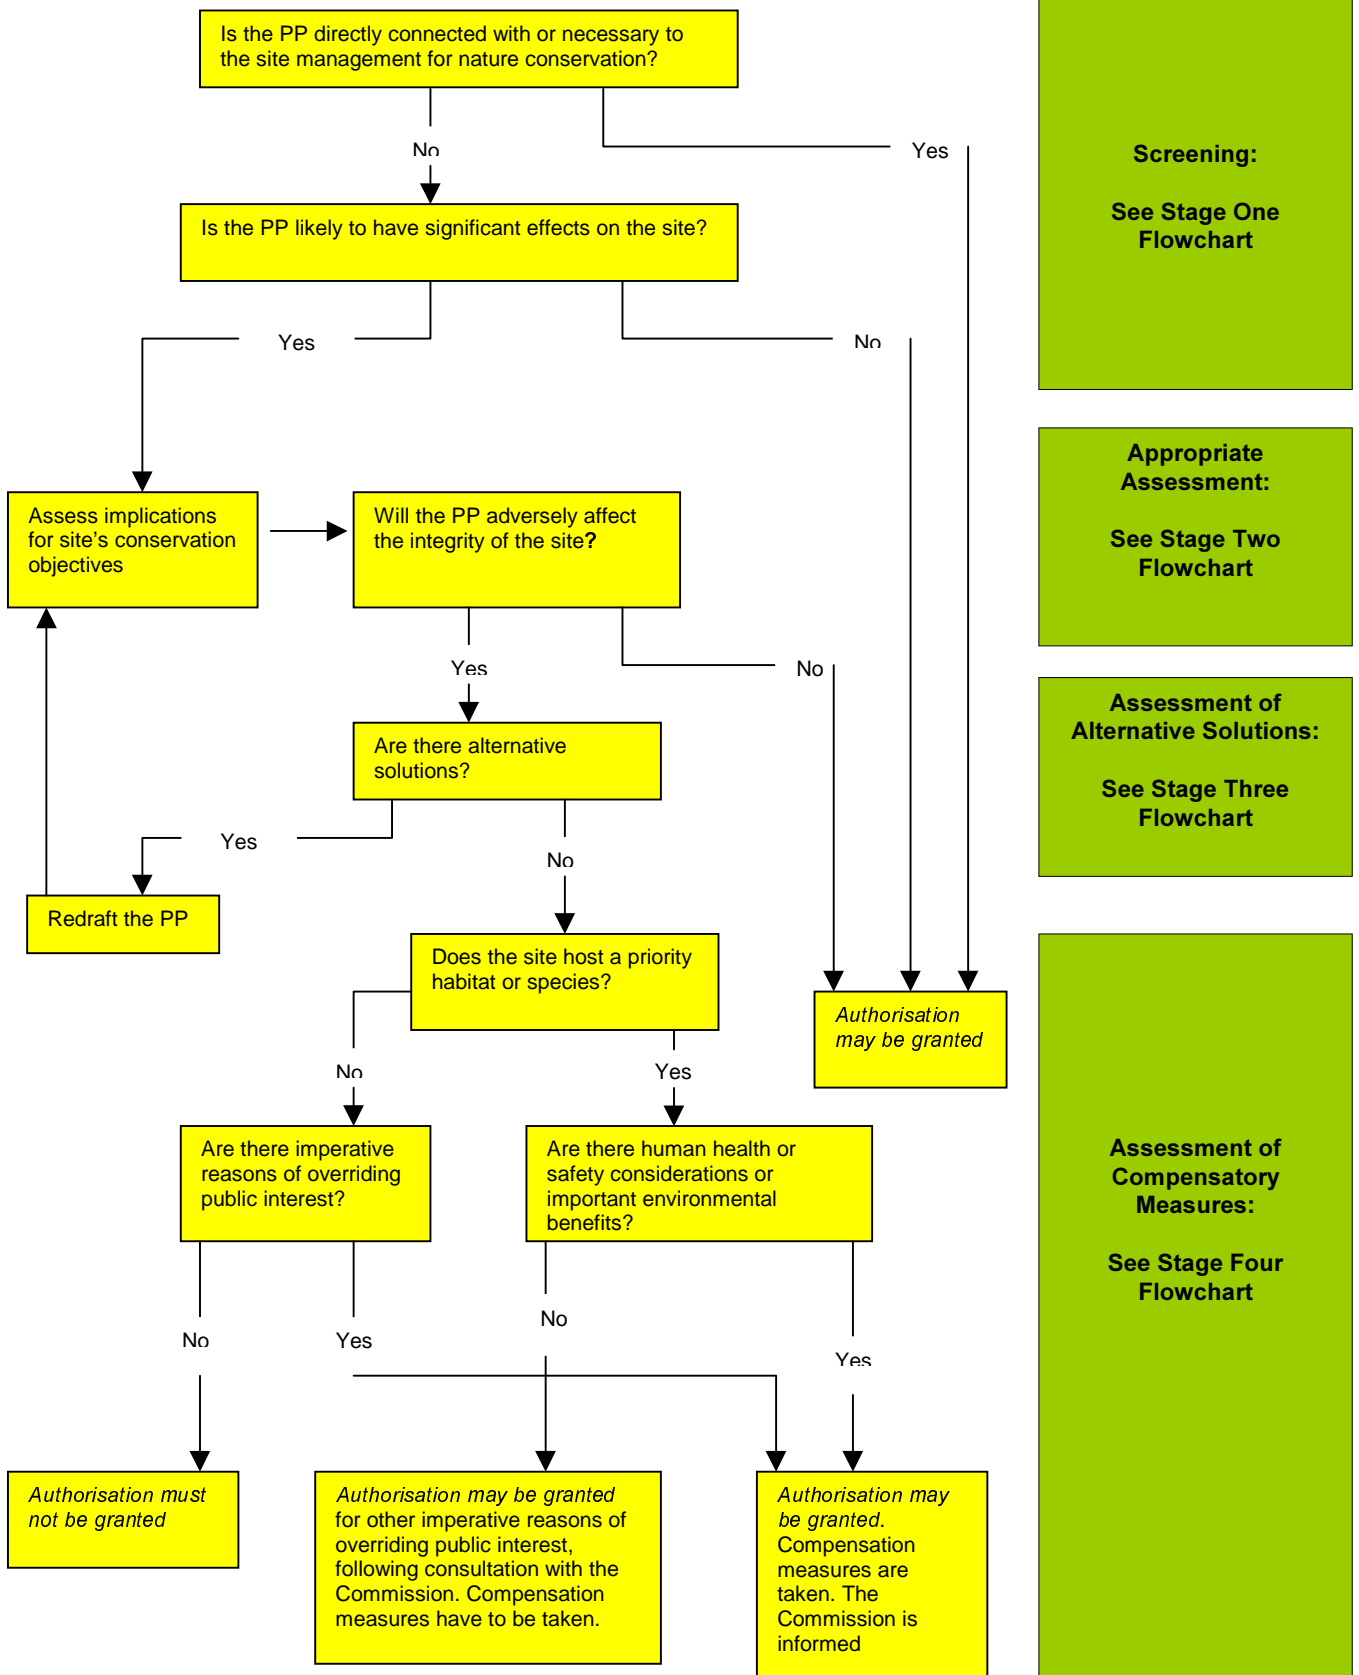 Is the PP directly connected with or necessary to
the site management for nature conservation?
No
Yes
Screening:
See Stage One
Flowchart
Is the PP likely to have significant effects on the site?
Yes
No
Assess implications
for site's conservation
objectives
Will the PP adversely affect
the integrity of the site?
Appropriate
Assessment:
See Stage Two
Flowchart
Yes
No
Are there alternative
solutions?
Assessment of
Alternative Solutions:
See Stage Three
Flowchart
Yes
No
Redraft the PP
Does the site host a priority
habitat or species?
Authorisation
may be granted
No
Yes
Are there imperative
reasons of overriding
public interest?
Are there human health or
safety considerations or
important environmental
benefits?
Assessment of
Compensatory
Measures:
See Stage Four
Flowchart
No
Yes
No
Yes
Authorisation must
not be granted
Authorisation may be granted
for other imperative reasons of
overriding public interest,
following consultation with the
Commission. Compensation
measures have to be taken.
Authorisation may
be granted.
Compensation
measures are
taken. The
Commission is
informed